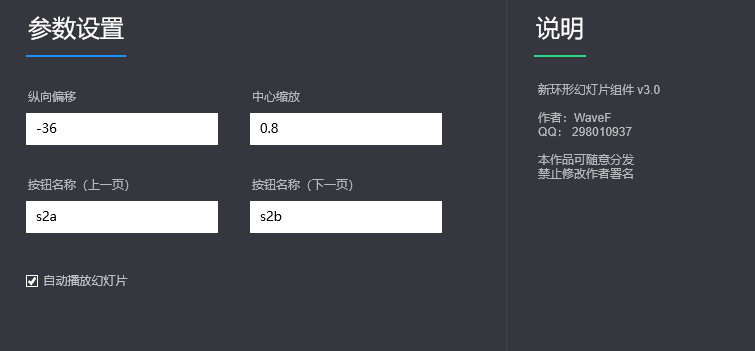 参数设置
纵向偏移
中心缩放
-36
0.8
按钮名称（上一页）
按钮名称（下一页）
s2a
s2b
自动播放幻灯片
说明
新环形幻灯片组件 v3.0
作者：WaveF
QQ： 298010937
本作品可随意分发
禁止修改作者署名